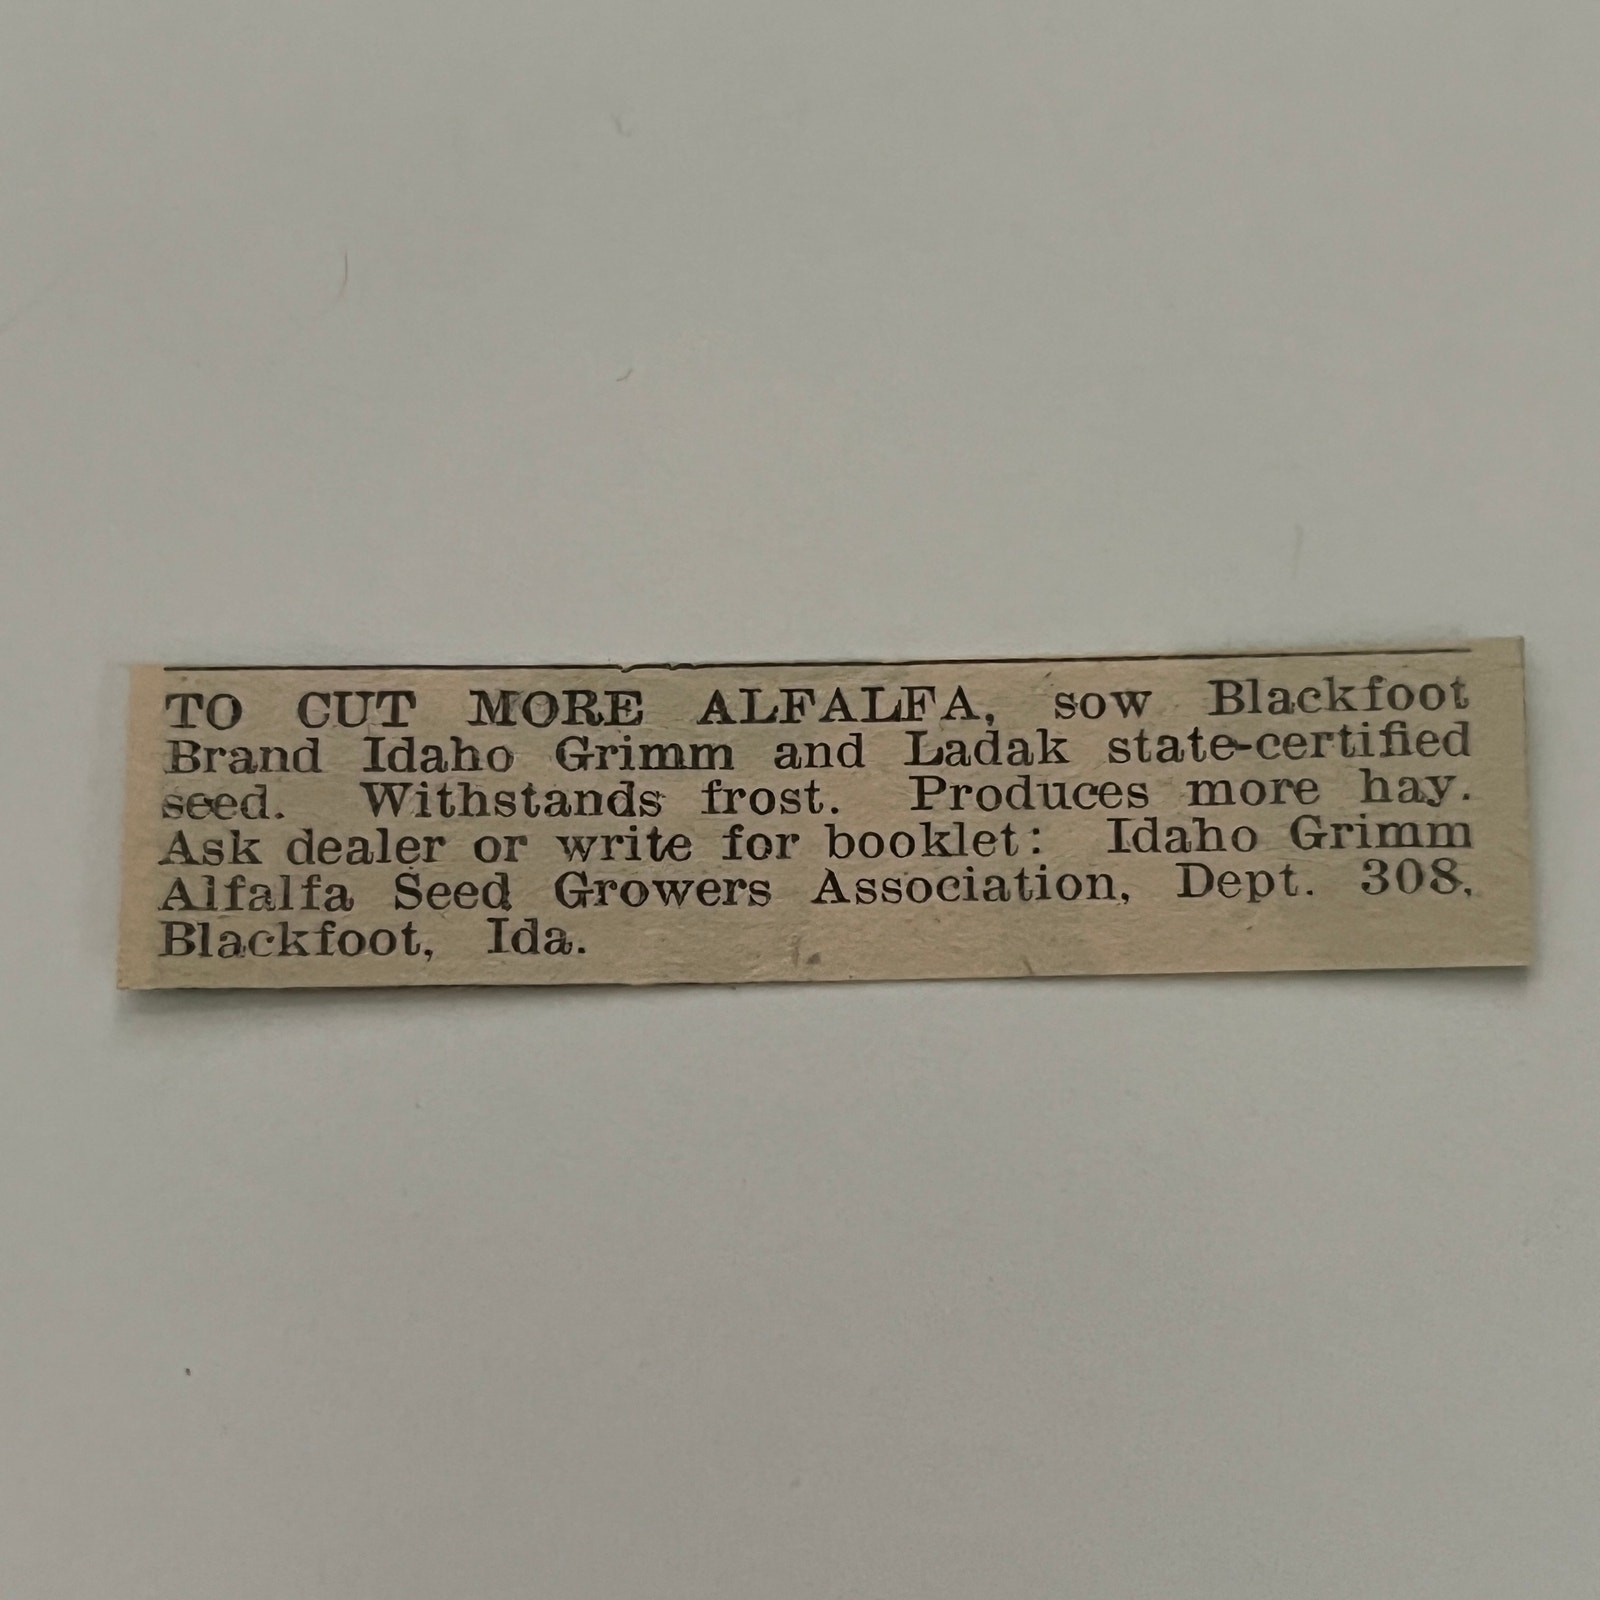 TO CUT MORE ALFALFA, sow Blackfoot
Brand Idaho Grimm and Ladak state-certified
seed. Withstands frost. Produces more hay.
Ask dealer or write for booklet: Idaho Grimm
Alfalfa Seed Growers Association, Dept. 308,
Blackfoot, Ida.